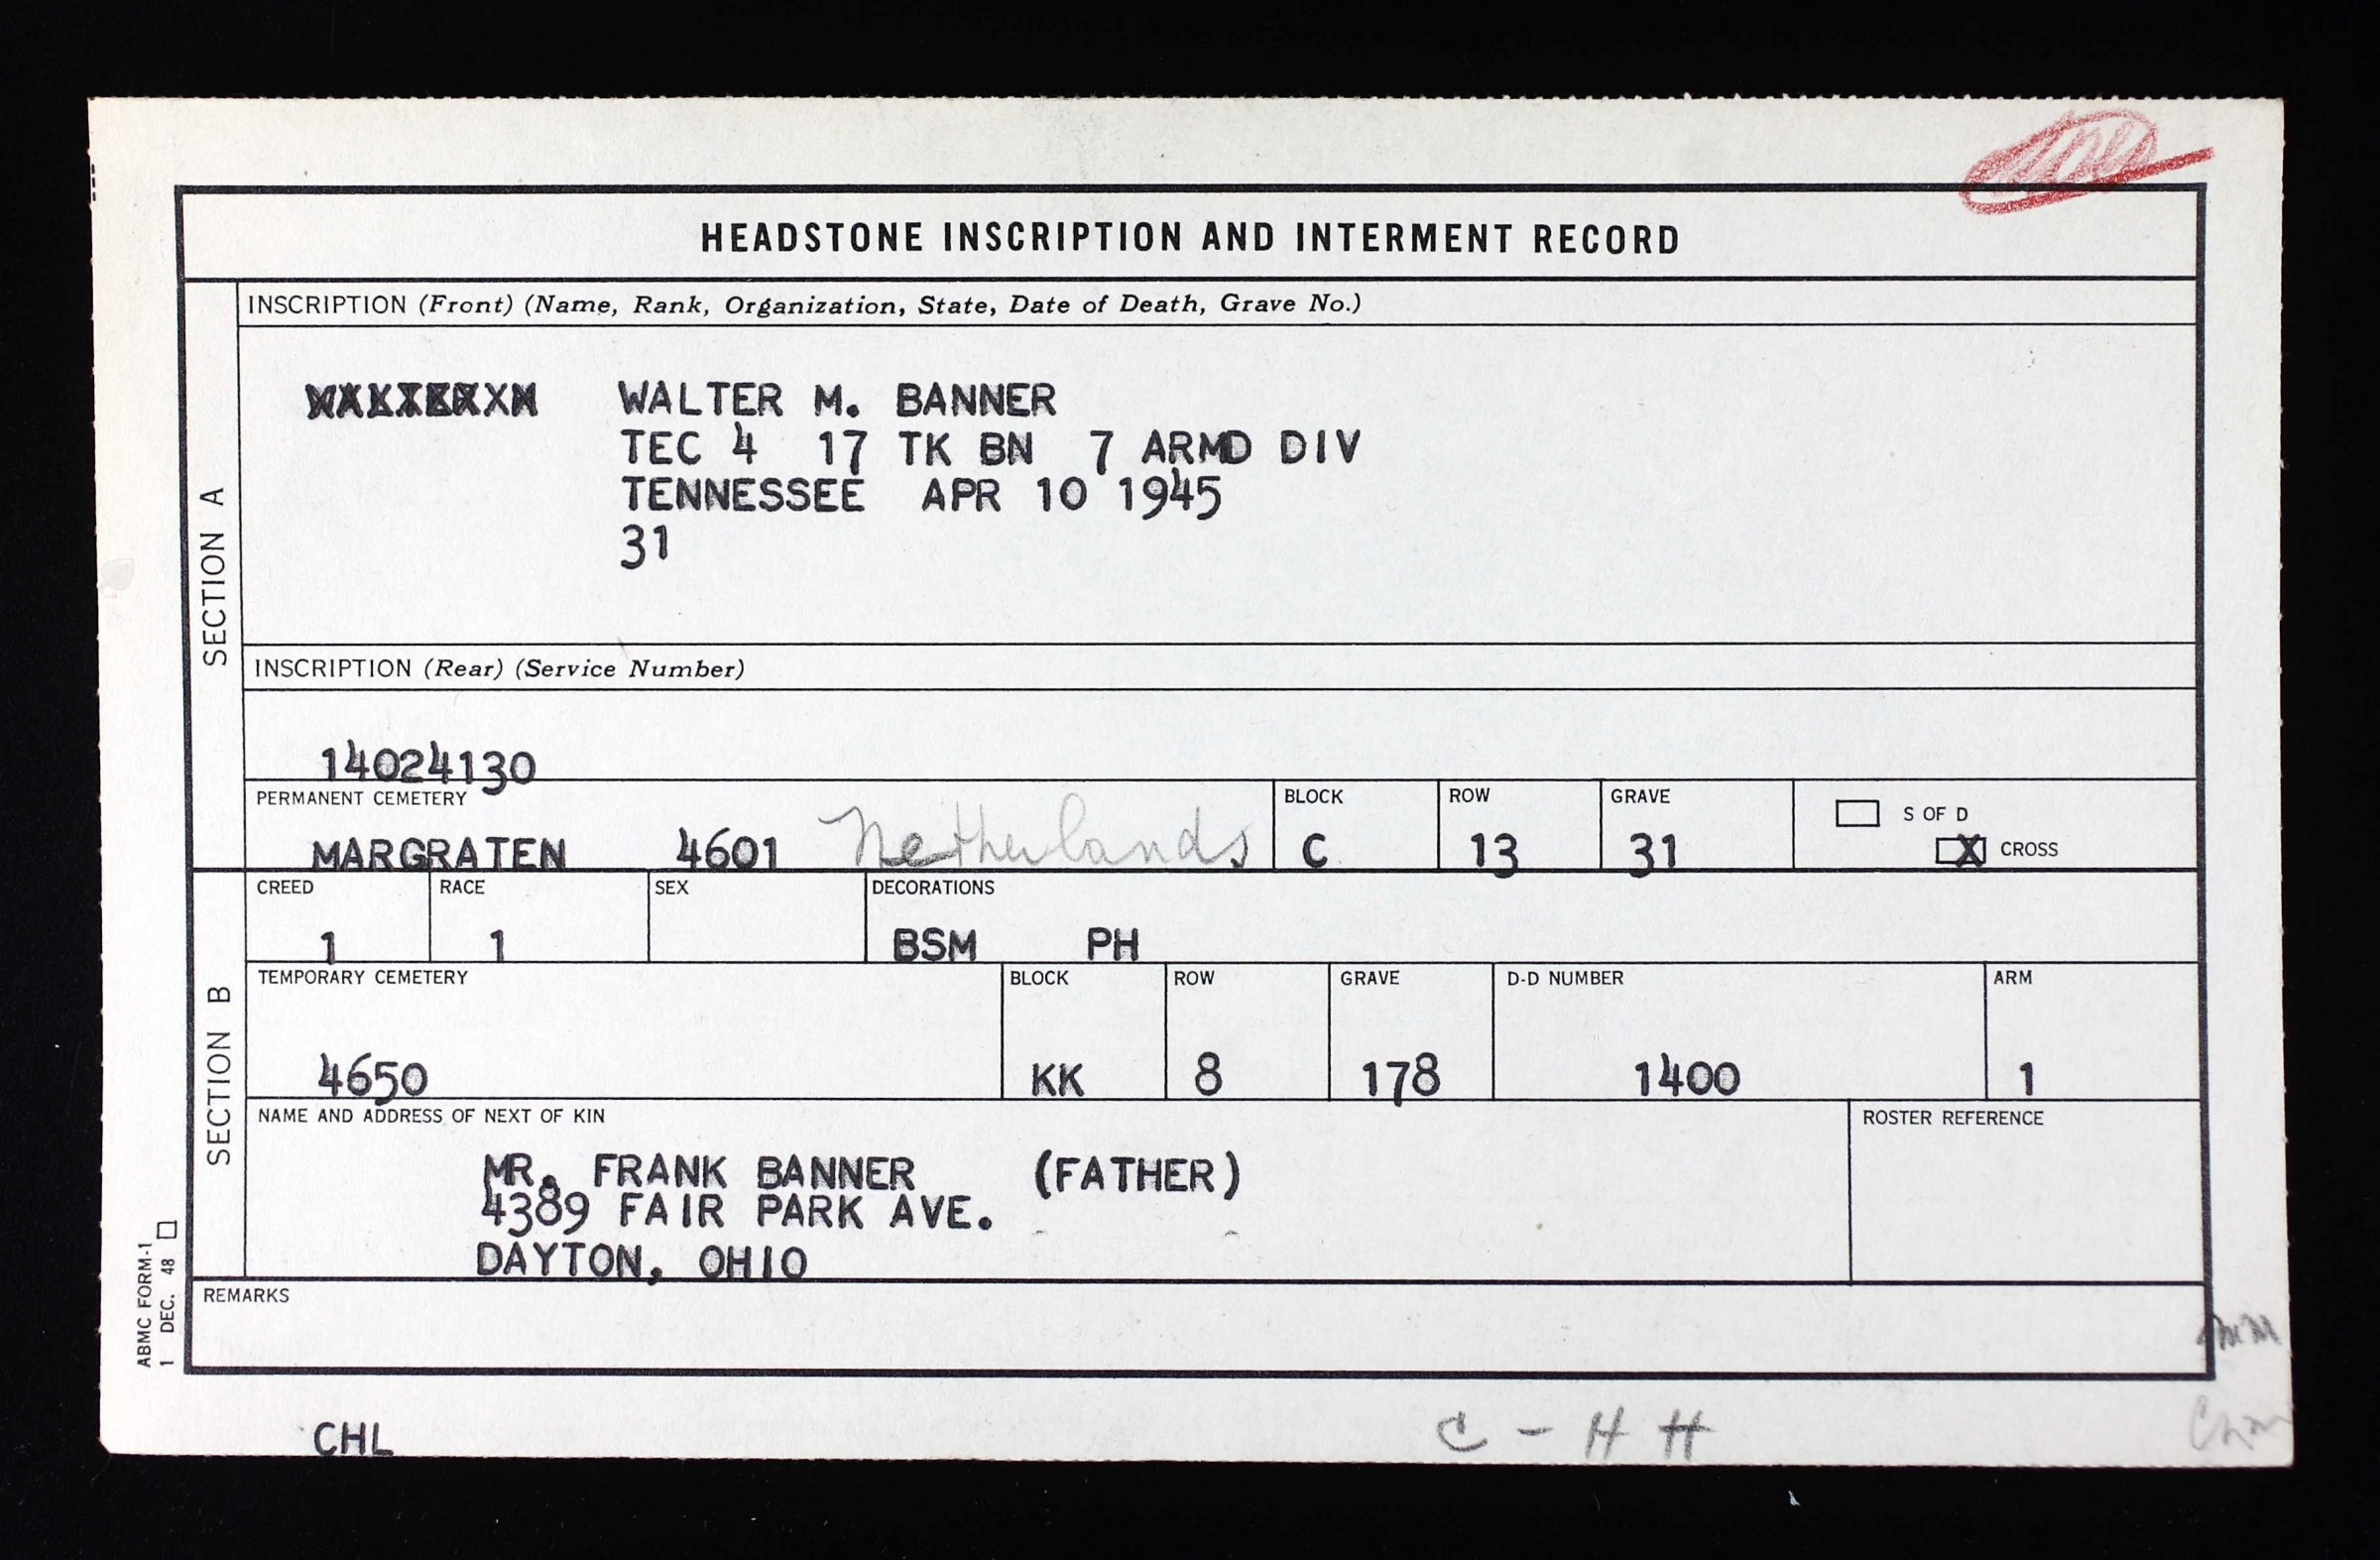 HEADSTONE INSCRIPTION AND INTERMENT RECORD
SECTION A
INSCRIPTION (Front) (Name, Rank, Organization, State, Date of Death, Grave No.)
WALTER M. BANNER
TEC 4 17 TK BN 7 ARMD DIV
TENNESSEE APR 10 1945
31
INSCRIPTION (Rear) (Service Number)
14024130
PERMANENT CEMETERY BLOCK ROW GRAVE S OF D
MARGRATEN 4601 Netherlands C 13 31 X CROSS
SECTION B
CREED RACE SEX DECORATIONS
1 1 BSM PH
TEMPORARY CEMETERY BLOCK ROW GRAVE D-D NUMBER ARM
4650 KK 8 178 1400 1
NAME AND ADDRESS OF NEXT OF KIN ROSTER REFERENCE
MR. FRANK BANNER (FATHER)
4389 FAIR PARK AVE.
DAYTON, OHIO
REMARKS
ABMC FORM-1
1 DEC. 48
CHL C - H H